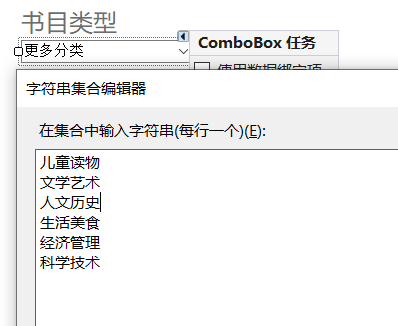 书目类型
更多分类
ComboBox 任务
使用数据绑定项
字符串集合编辑器
在集合中输入字符串(每行一个)(E):
儿童读物
文学艺术
人文历史
生活美食
经济管理
科学技术